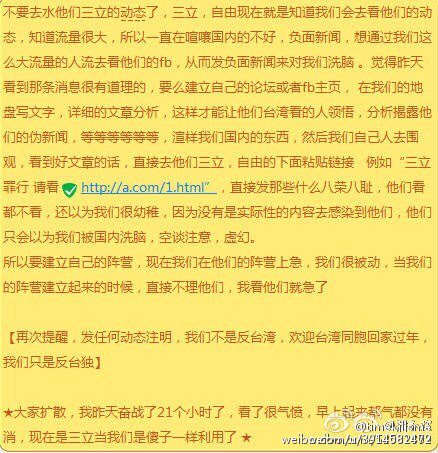 不要去水他们三立的动态了，三立，自由现在就是知道我们会去看他们的动
态，知道流量很大，所以一直在喧嚷国内的不好，负面新闻，想通过我们这
么大流量的人流去看他们的fb，从而发负面新闻来对我们洗脑 。觉得昨天
看到那条消息很有道理的，要么建立自己的论坛或者fb主页， 在我们的地
盘写文字，详细的文章分析，这样才能让他们台湾看的人领悟，分析揭露他
们的伪新闻，等等等等等等，渲样我们国内的东西，然后我们自己人去围
观，看到好文章的话，直接去他们三立，自由的下面粘贴链接 例如“三立
罪行 请看 http://a.com/1.html”，直接发那些什么八荣八耻，他们看
都不看，还以为我们很幼稚，因为没有是实际性的内容去感染到他们，他们
只会以为我们被国内洗脑，空谈注意，虚幻。
所以要建立自己的阵营，现在我们在他们的阵营上急，我们很被动，当我们
的阵营建立起来的时候，直接不理他们，我看他们就急了
【再次提醒，发任何动态注明，我们不是反台湾，欢迎台湾同胞回家过年，
我们只是反台独】
★大家扩散，我昨天奋战了21个小时了，看了很气愤，早上起来都气都没有
消，现在是三立当我们是傻子一样利用了 ★